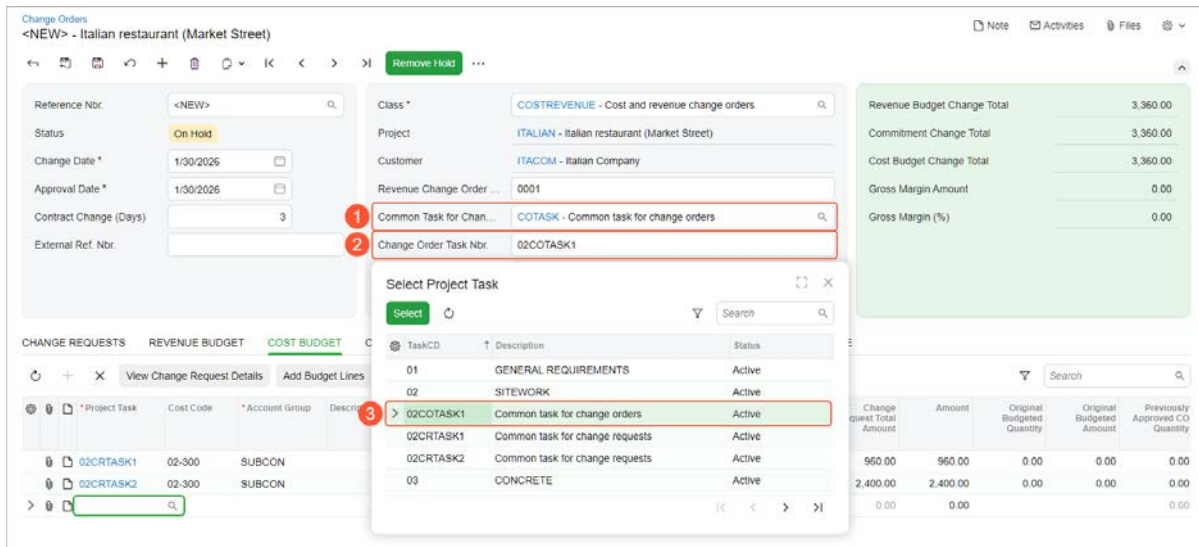 Change Orders
<NEW> - Italian restaurant (Market Street)
Note Activities Files
Remove Hold
Reference Nbr. <NEW>
Status On Hold
Change Date * 1/30/2026
Approval Date * 1/30/2026
Contract Change (Days) 3
External Ref. Nbr.
Class * COSTREVENUE - Cost and revenue change orders
Project ITALIAN - Italian restaurant (Market Street)
Customer ITACOM - Italian Company
Revenue Change Order ... 0001
1 Common Task for Chan... COTASK - Common task for change orders
2 Change Order Task Nbr. 02COTASK1
Revenue Budget Change Total 3,360.00
Commitment Change Total 3,360.00
Cost Budget Change Total 3,360.00
Gross Margin Amount 0.00
Gross Margin (%) 0.00
Select Project Task
Select Search
TaskCD Description Status
01 GENERAL REQUIREMENTS Active
02 SITEWORK Active
3 02COTASK1 Common task for change orders Active
02CRTASK1 Common task for change requests Active
02CRTASK2 Common task for change requests Active
03 CONCRETE Active
CHANGE REQUESTS REVENUE BUDGET COST BUDGET
View Change Request Details Add Budget Lines Search
* Project Task Cost Code * Account Group Change Amount Original Budgeted Quantity Original Budgeted Amount Previously Approved CO Quantity
02CRTASK1 02-300 SUBCON 960.00 960.00 0.00 0.00 0.00
02CRTASK2 02-300 SUBCON 2,400.00 2,400.00 0.00 0.00 0.00
0.00 0.00 0.00